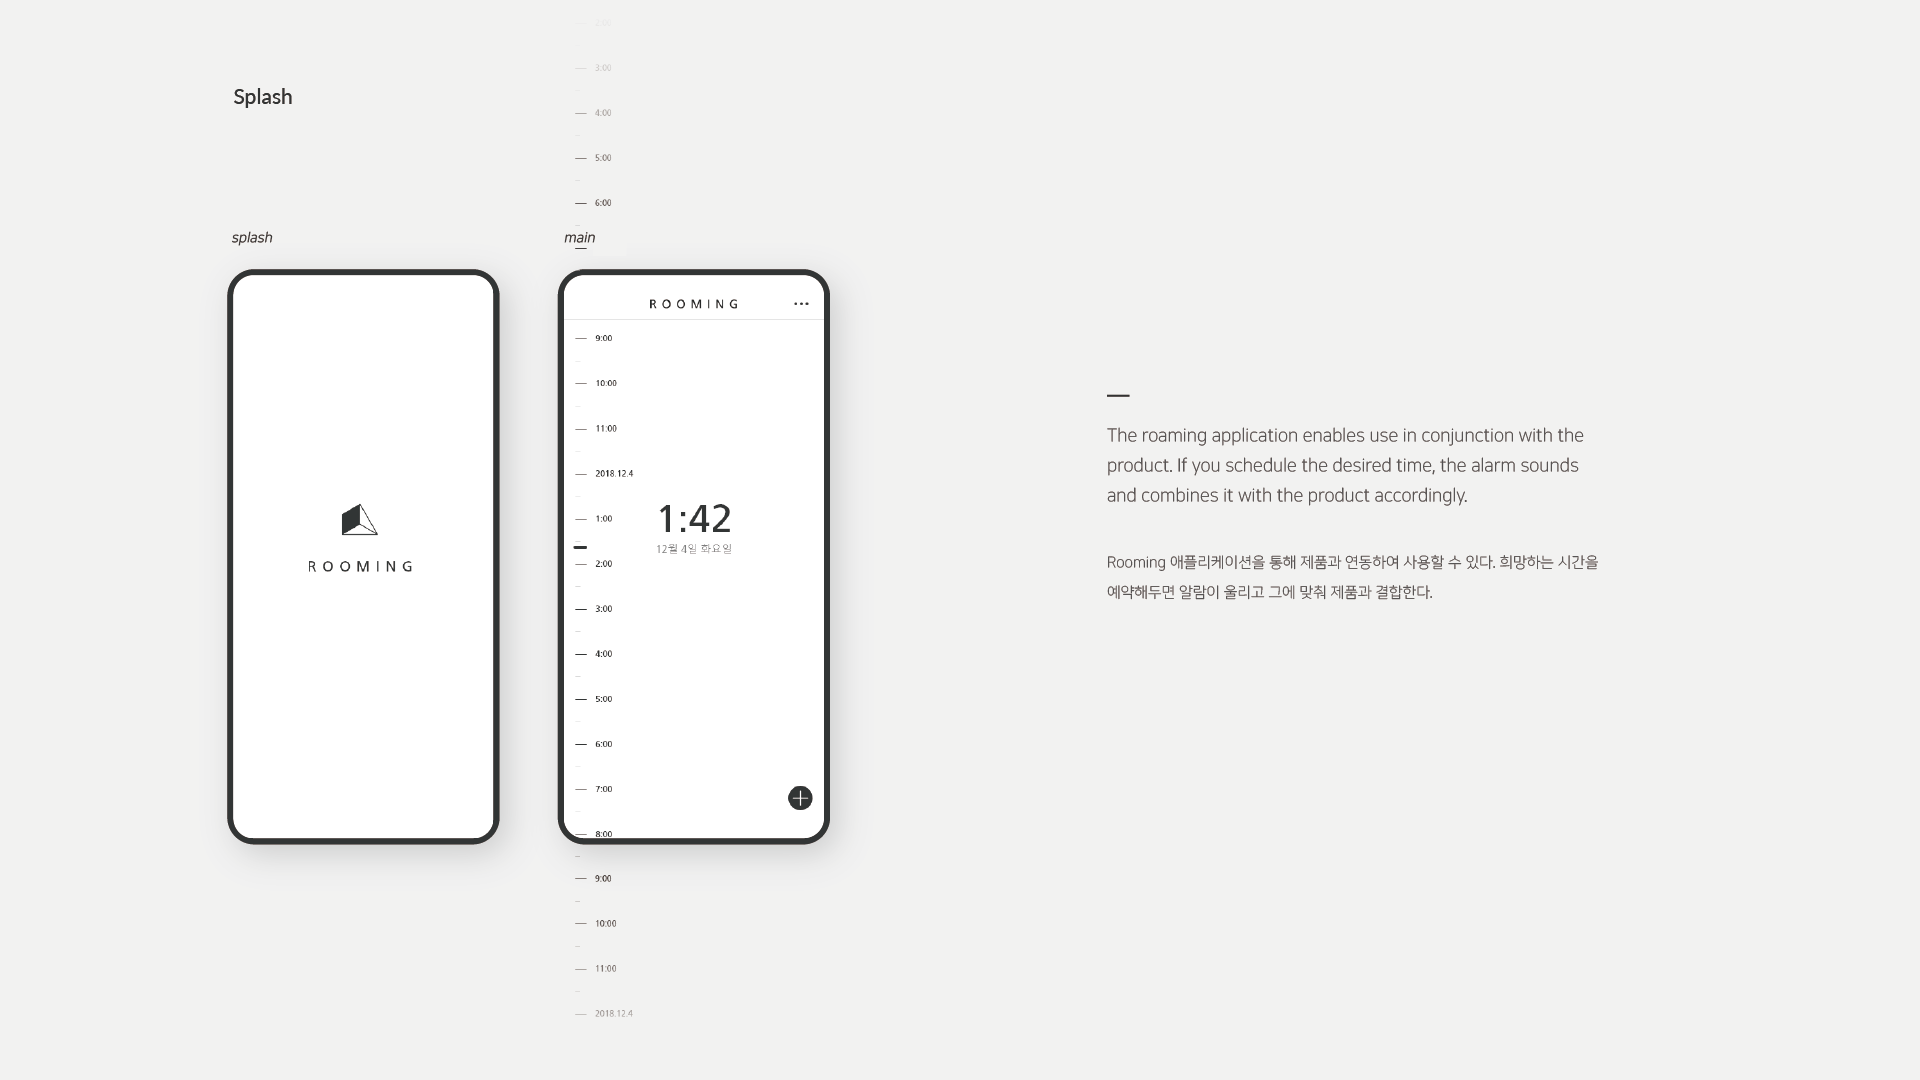 Splash
3:00
4:00
5:00
6:00
splash
main
ROOMING
ROOMING
9:00
10:00
11:00
2018.12.4
1:00
1:42
12월 4일 화요일
2:00
3:00
4:00
5:00
6:00
7:00
8:00
9:00
10:00
11:00
2018.12.4
The roaming application enables use in conjunction with the
product. If you schedule the desired time, the alarm sounds
and combines it with the product accordingly.
Rooming 애플리케이션을 통해 제품과 연동하여 사용할 수 있다. 희망하는 시간을
예약해두면 알람이 울리고 그에 맞춰 제품과 결합한다.